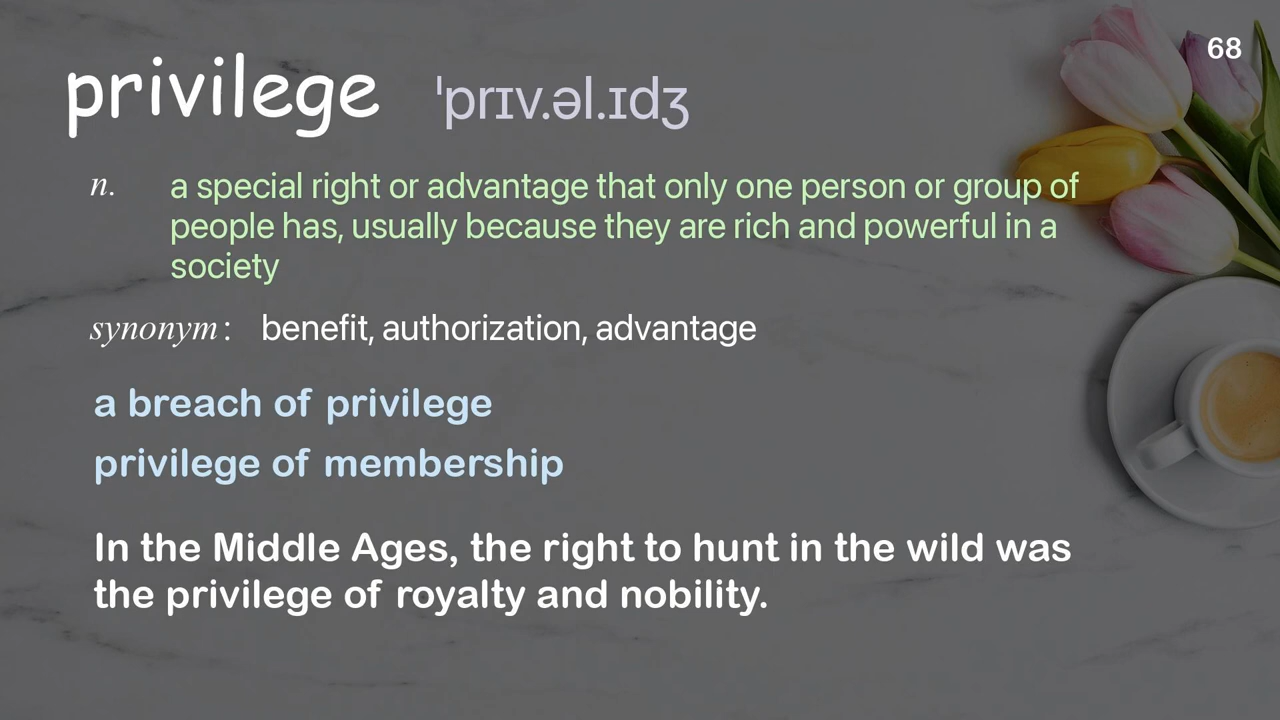 68
privilege ˈprɪv.əl.ɪdʒ
n. a special right or advantage that only one person or group of
people has, usually because they are rich and powerful in a
society
synonym: benefit, authorization, advantage
a breach of privilege
privilege of membership
In the Middle Ages, the right to hunt in the wild was
the privilege of royalty and nobility.